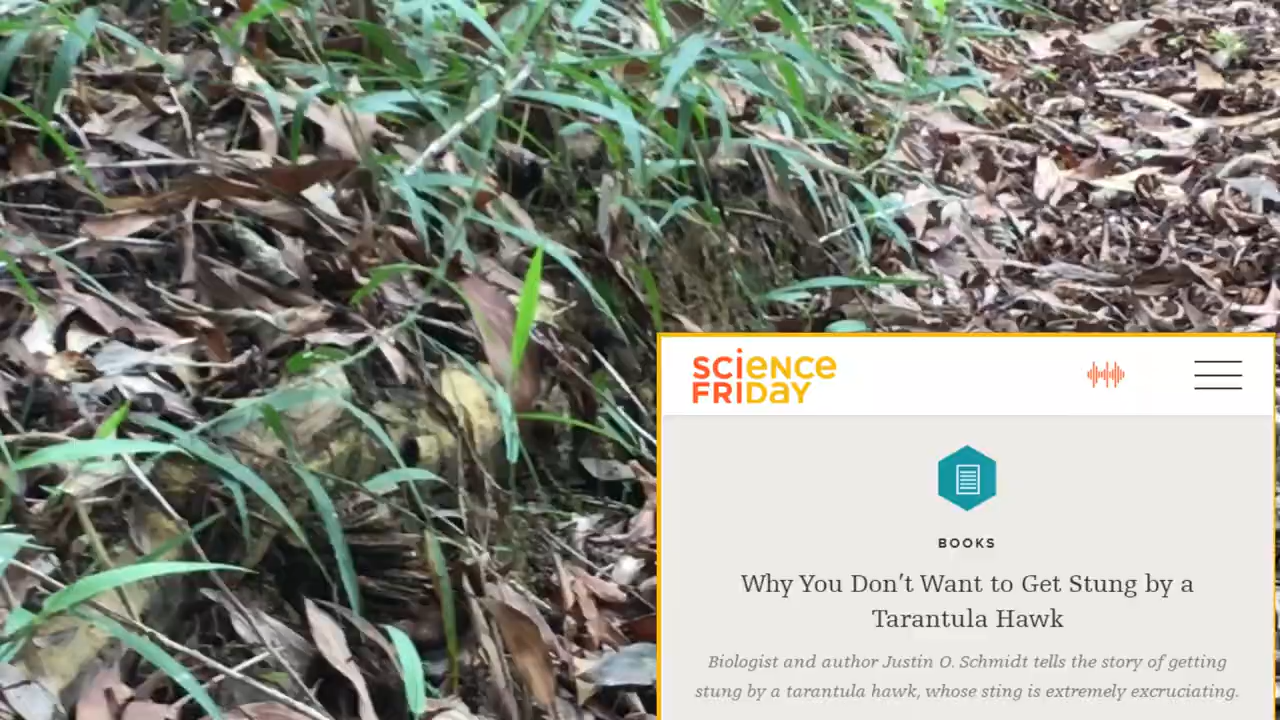 SCIENCE
FRIDAY
BOOKS
Why You Don't Want to Get Stung by a
Tarantula Hawk
Biologist and author Justin O. Schmidt tells the story of getting
stung by a tarantula hawk, whose sting is extremely excruciating.